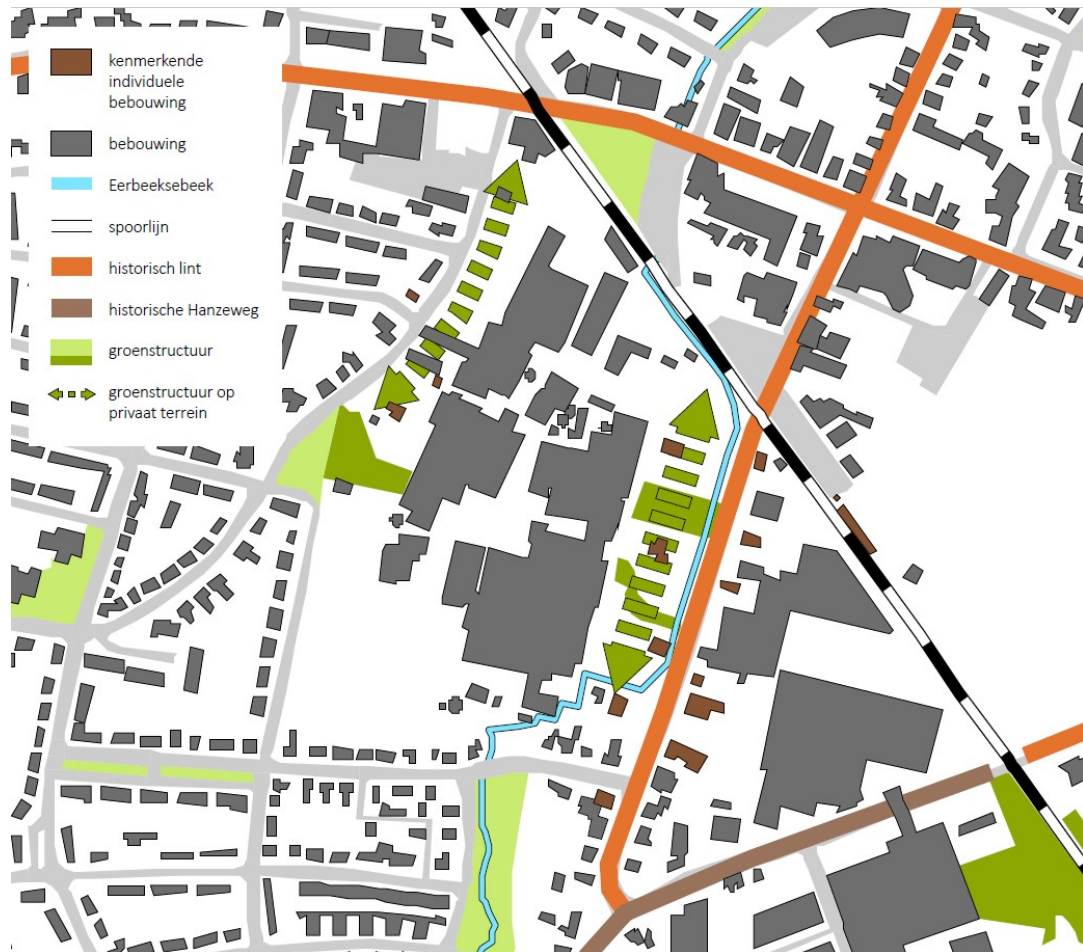 kenmerkende
individuele
bebouwing
bebouwing
Eerbeeksebeek
spoorlijn
historisch lint
historische Hanzeweg
groenstructuur
groenstructuur op
privaat terrein